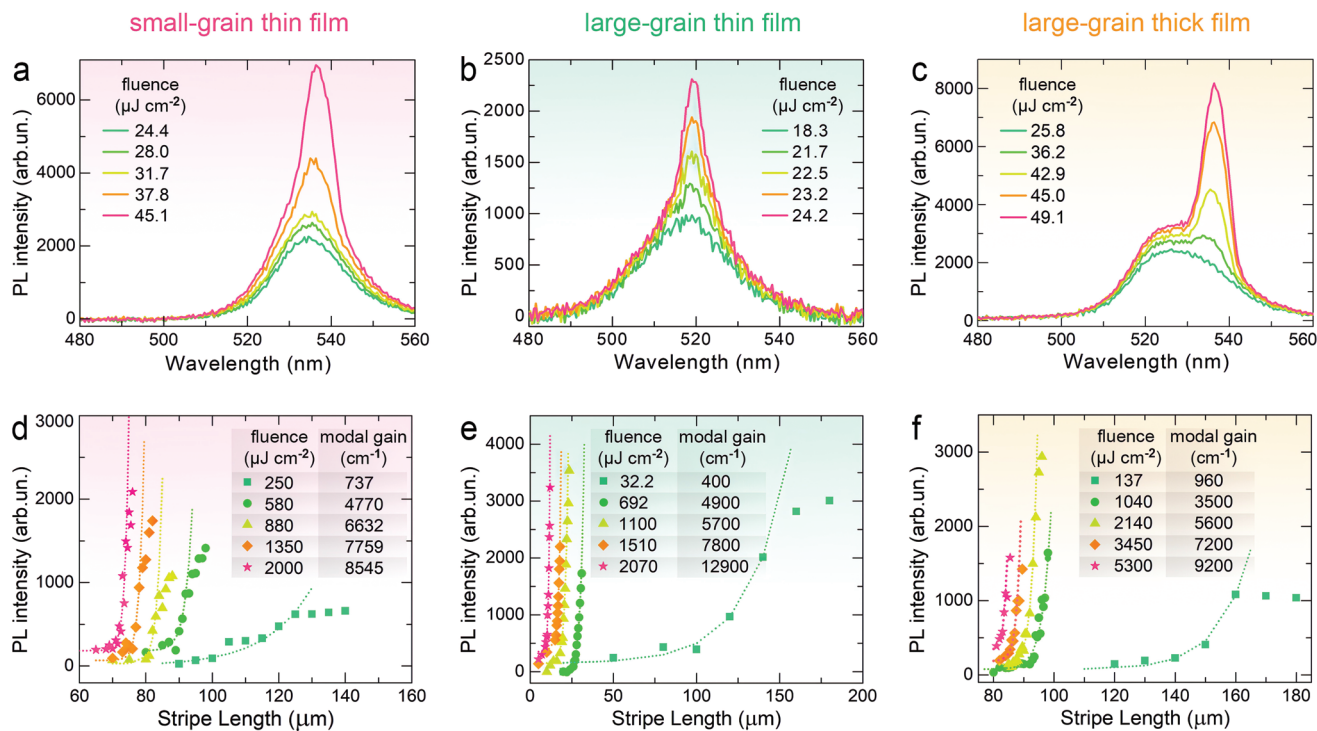 small-grain thin film
large-grain thin film
large-grain thick film
a
fluence
(μJ cm-2)
24.4
28.0
31.7
37.8
45.1
6000
4000
2000
0
PL intensity (arb.un.)
480 500 520 540 560
Wavelength (nm)
b
fluence
(μJ cm-2)
18.3
21.7
22.5
23.2
24.2
2500
2000
1500
1000
500
0
PL intensity (arb.un.)
480 500 520 540 560
Wavelength (nm)
c
fluence
(μJ cm-2)
25.8
36.2
42.9
45.0
49.1
8000
6000
4000
2000
0
PL intensity (arb.un.)
480 500 520 540 560
Wavelength (nm)
d
fluence modal gain
(μJ cm-2) (cm-1)
250 737
580 4770
880 6632
1350 7759
2000 8545
3000
2000
1000
0
PL intensity (arb.un.)
60 80 100 120 140 160
Stripe Length (μm)
e
fluence modal gain
(μJ cm-2) (cm-1)
32.2 400
692 4900
1100 5700
1510 7800
2070 12900
4000
3000
2000
1000
0
PL intensity (arb.un.)
0 50 100 150 200
Stripe Length (μm)
f
fluence modal gain
(μJ cm-2) (cm-1)
137 960
1040 3500
2140 5600
3450 7200
5300 9200
3000
2000
1000
0
PL intensity (arb.un.)
80 100 120 140 160 180
Stripe Length (μm)